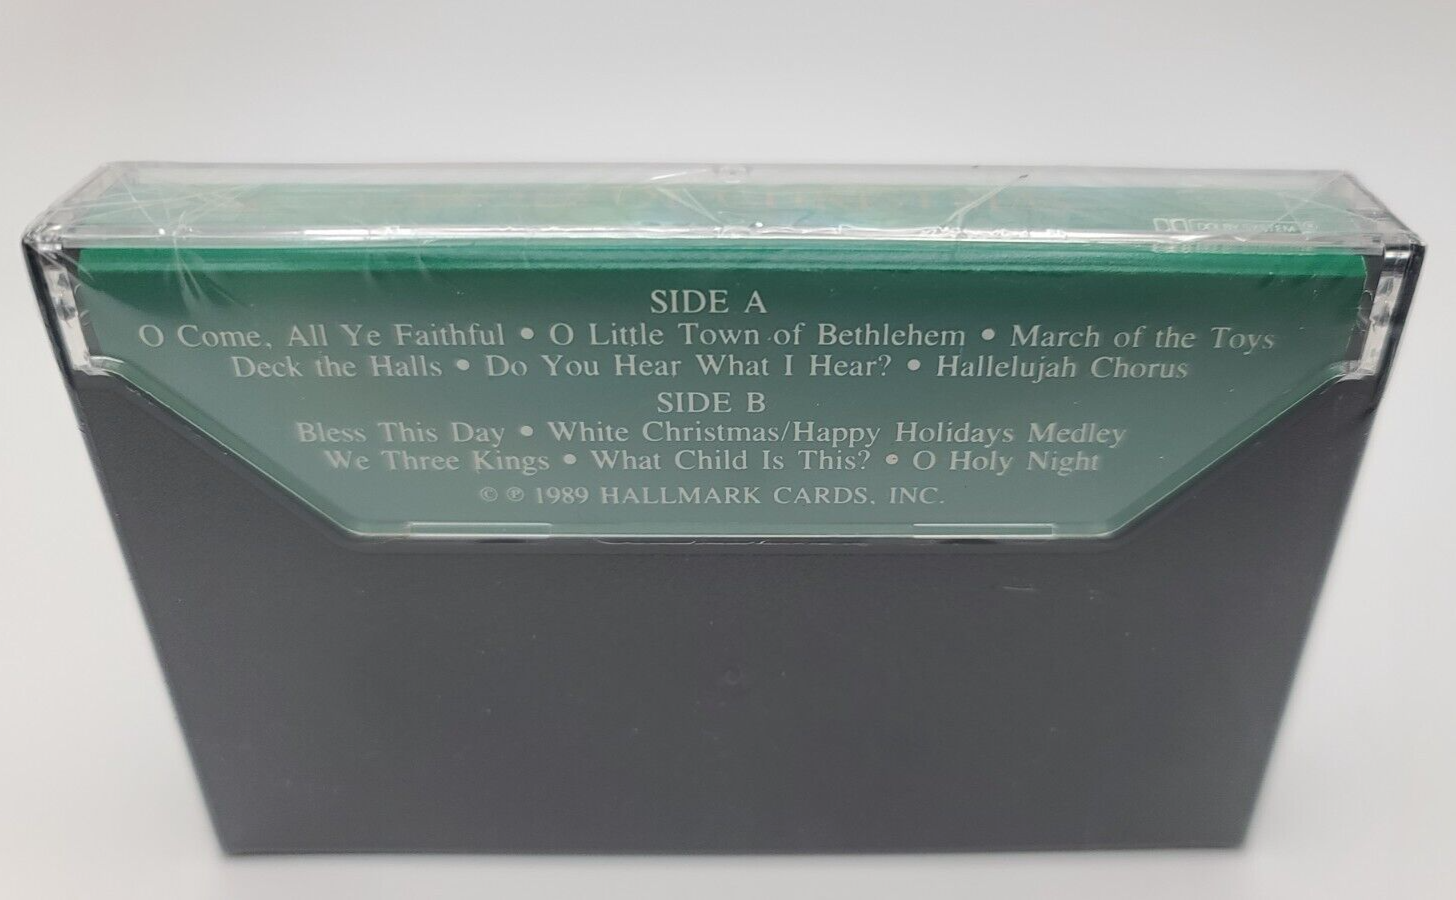 SIDE A
O Come, All Ye Faithful • O Little Town of Bethlehem • March of the Toys
Deck the Halls • Do You Hear What I Hear? • Hallelujah Chorus
SIDE B
Bless This Day • White Christmas/Happy Holidays Medley
We Three Kings • What Child Is This? • O Holy Night
© ℗ 1989 HALLMARK CARDS, INC.